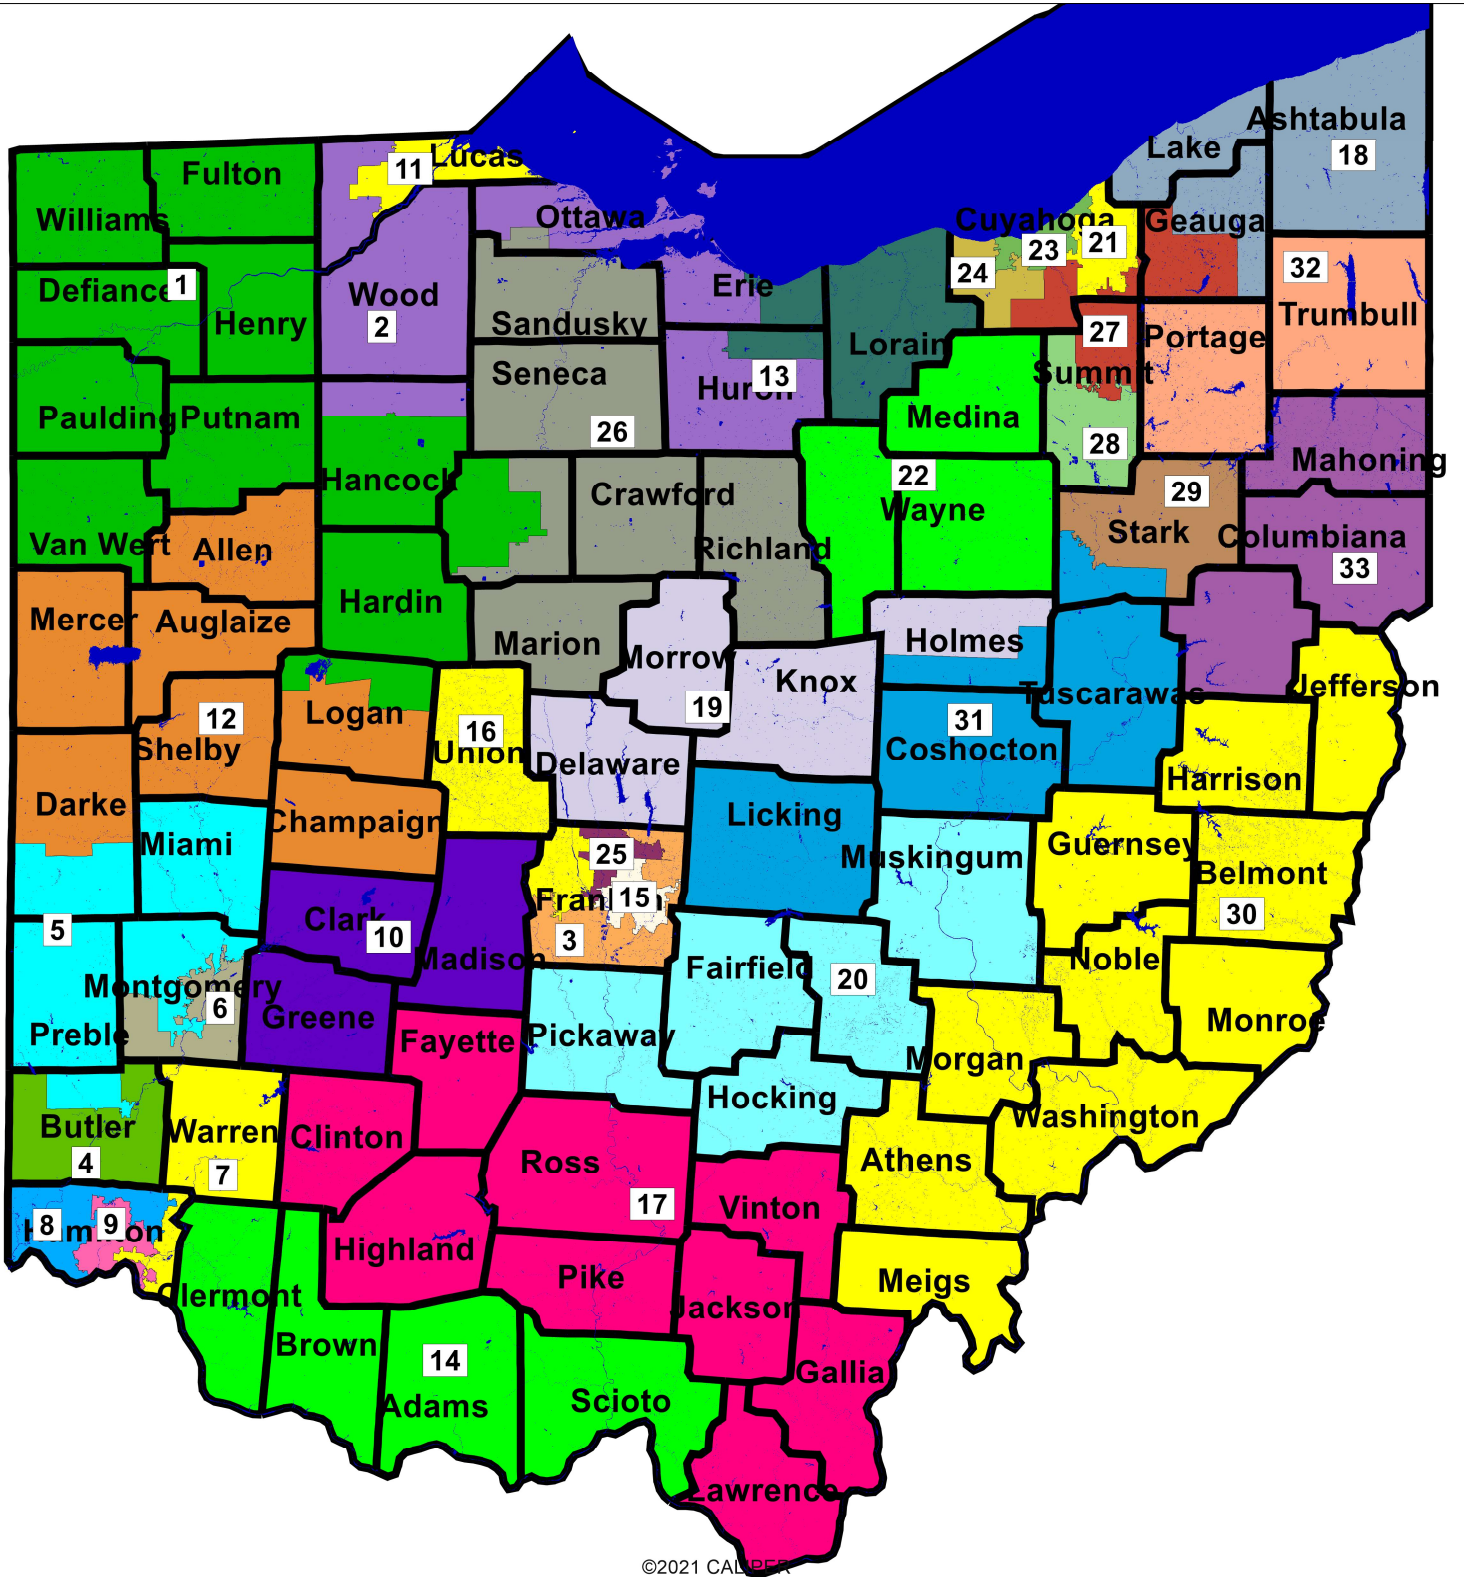 Ashtabula
18
Lake
Lucas
11
Fulton
Williams
Ottawa
Cuyahoga
Geauga
21
23
24
32
Defiance
1
Erie
Wood
2
Henry
Sandusky
Trumbull
27
Portage
Lorain
Seneca
Huron
13
Summit
Paulding
Putnam
Medina
26
28
Mahoning
Hancock
22
29
Crawford
Wayne
Stark
Columbiana
Van Wert
Allen
Richland
33
Hardin
Mercer
Auglaize
Marion
Holmes
Morrow
Knox
Tuscarawas
Jefferson
19
Logan
12
16
31
Shelby
Union
Coshocton
Delaware
Harrison
Darke
Champaign
Licking
Miami
25
Guernsey
Muskingum
Belmont
Franklin
15
Clark
30
5
10
3
Madison
Fairfield
Noble
20
Montgomery
6
Greene
Monroe
Preble
Fayette
Pickaway
Morgan
Hocking
Washington
Butler
Warren
Clinton
4
7
Ross
Athens
17
Vinton
8
9
Hamilton
Highland
Pike
Meigs
Clermont
Jackson
Brown
14
Gallia
Adams
Scioto
Lawrence
©2021 CALIPER